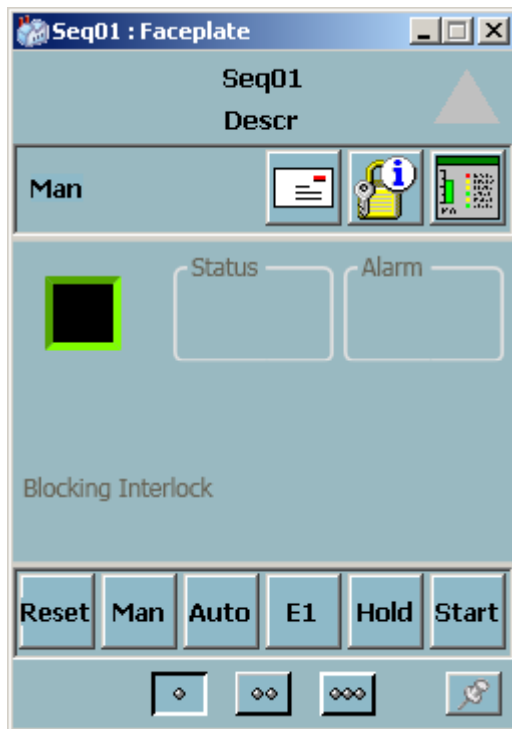 Seq01 : Faceplate
Seq01
Descr
Man
Status
Alarm
Blocking Interlock
Reset
Man
Auto
E1
Hold
Start